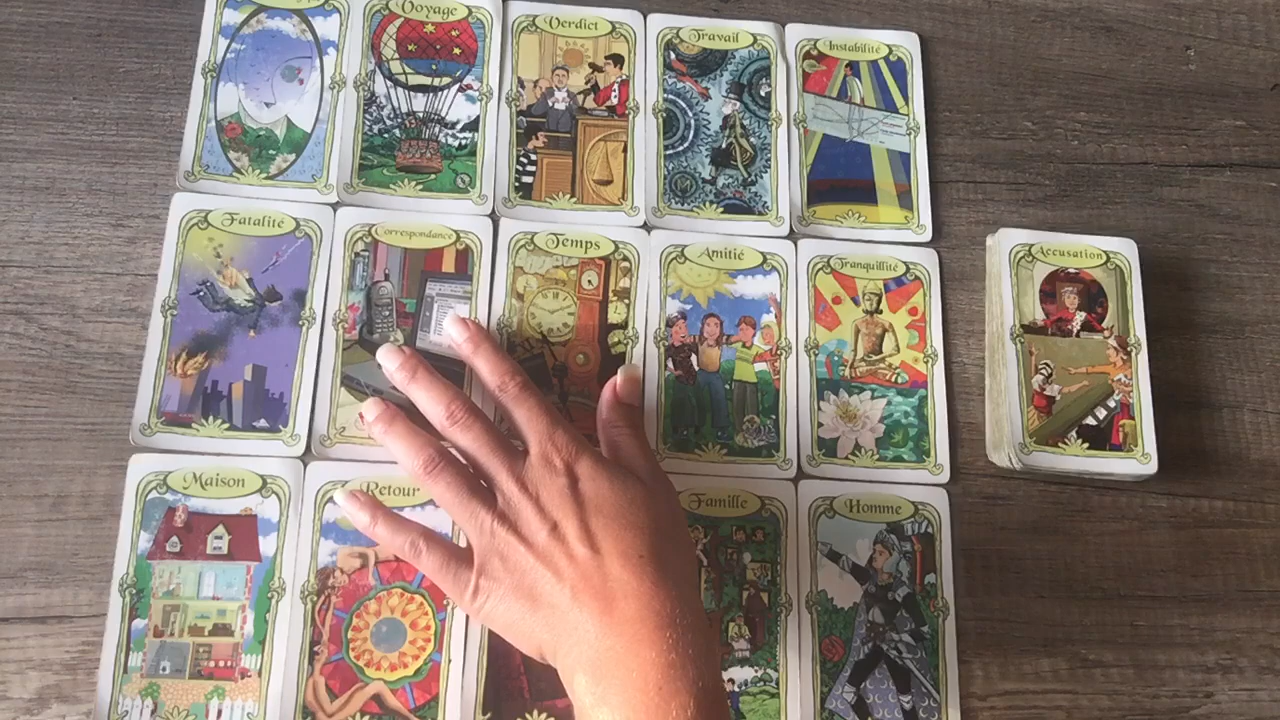 Voyage
Verdict
Travail
Instabilité
Fatalité
Correspondance
Temps
Amitié
Tranquillité
Accusation
Maison
Retour
Famille
Homme